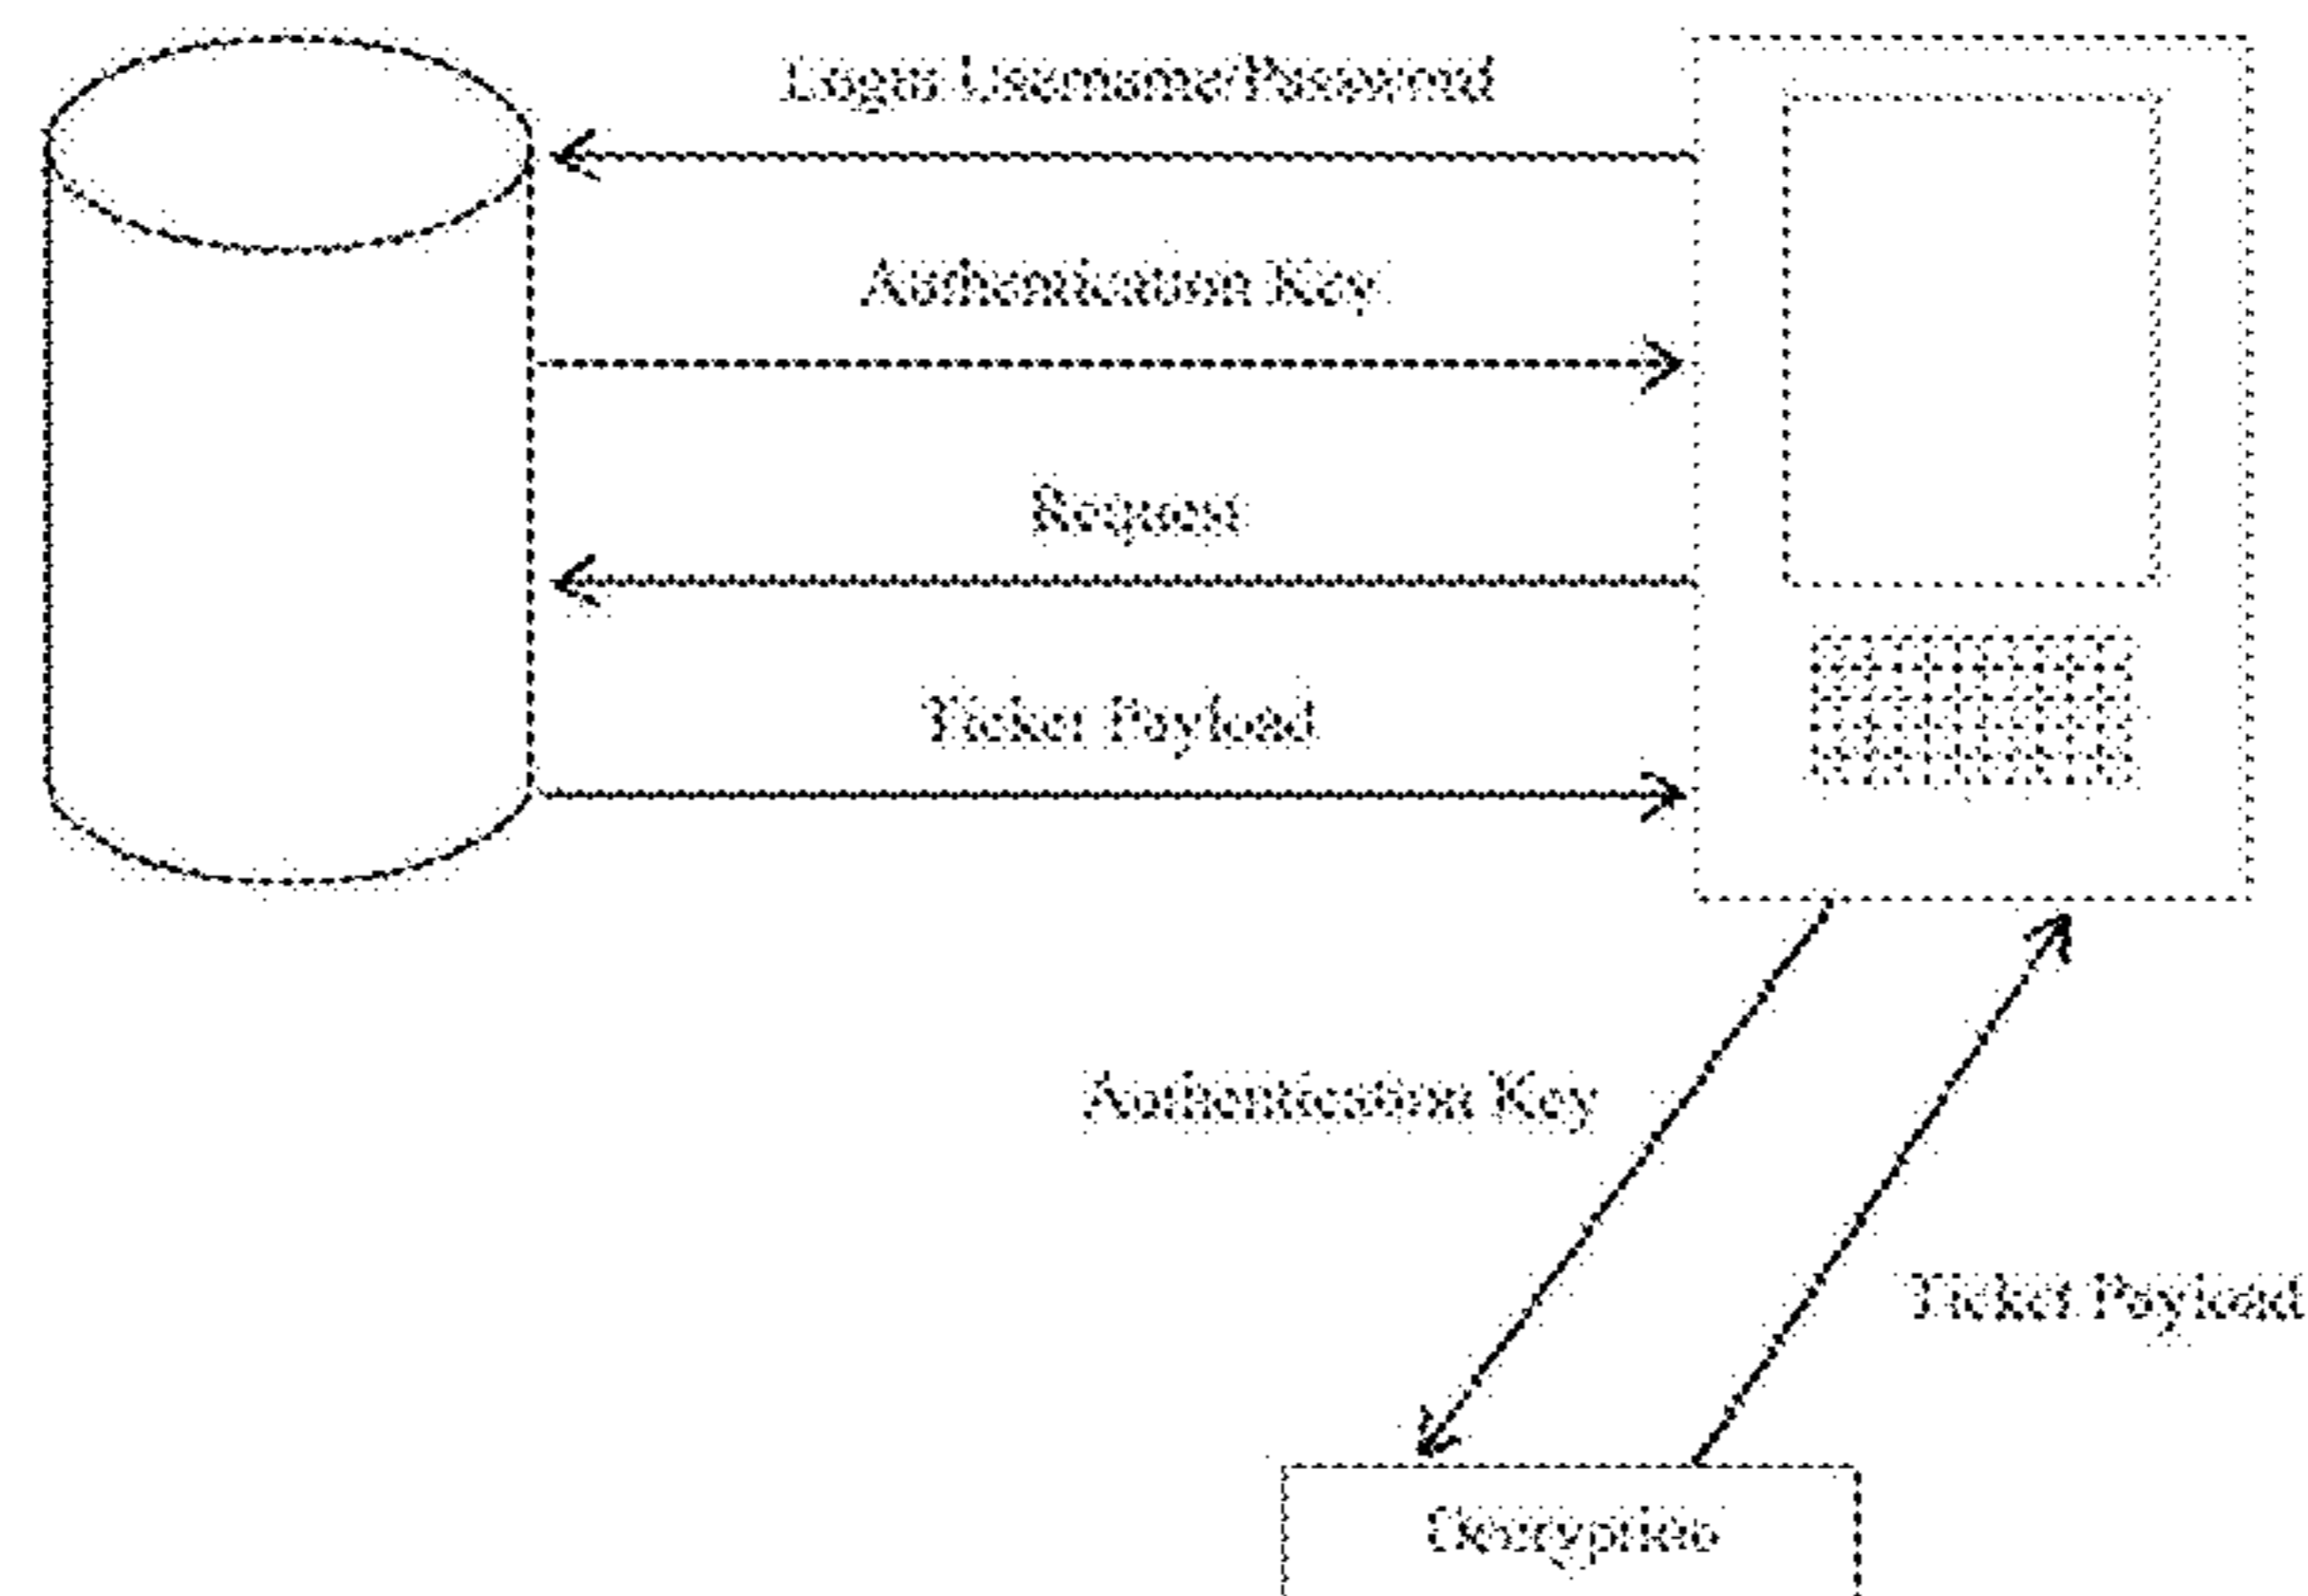 Login Username/Password
Authentication Key
Request
Ticket Payload
Authentication Key
Ticket Payload
Decryption